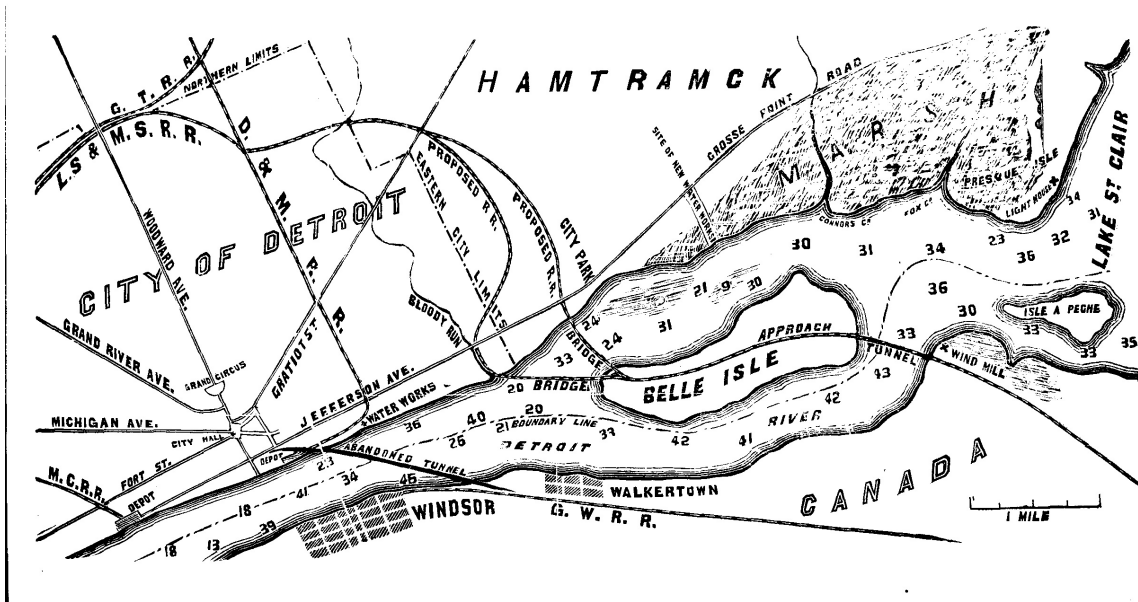 HAMTRAMCK
G. T. R. R.
NORTHERN LIMITS
L.S & M.S.R.R.
D. & M. R. R.
PROPOSED R.R.
PROPOSED R.R.
EASTERN CITY LIMITS
CITY PARK
SITE OF NEW WATER WORKS
GROSSE POINT ROAD
MARSH
PRESQUE ISLE
LIGHT HOUSE
CONNORS CK
FOX CK
LAKE ST CLAIR
34
31
32
23
36
34
31
30
CITY OF DETROIT
WOODWARD AVE.
BLOODY RUN
21
9
30
36
30
ISLE A PECHE
33
33
35
24
24
31
33
BRIDGE
APPROACH
33
TUNNEL
WIND MILL
GRAND RIVER AVE.
GRAND CIRCUS
GRATIOT ST
JEFFERSON AVE.
20
BRIDGE
BELLE ISLE
43
42
MICHIGAN AVE.
CITY HALL
WATER WORKS
36
40
20
21
BOUNDARY LINE
26
39
42
41
RIVER
DETROIT
M.C.R.R.
FORT ST.
DEPOT
DEPOT
23
ABANDONED TUNNEL
34
45
41
18
39
13
18
WINDSOR
WALKERTOWN
G. W. R. R.
CANADA
1 MILE